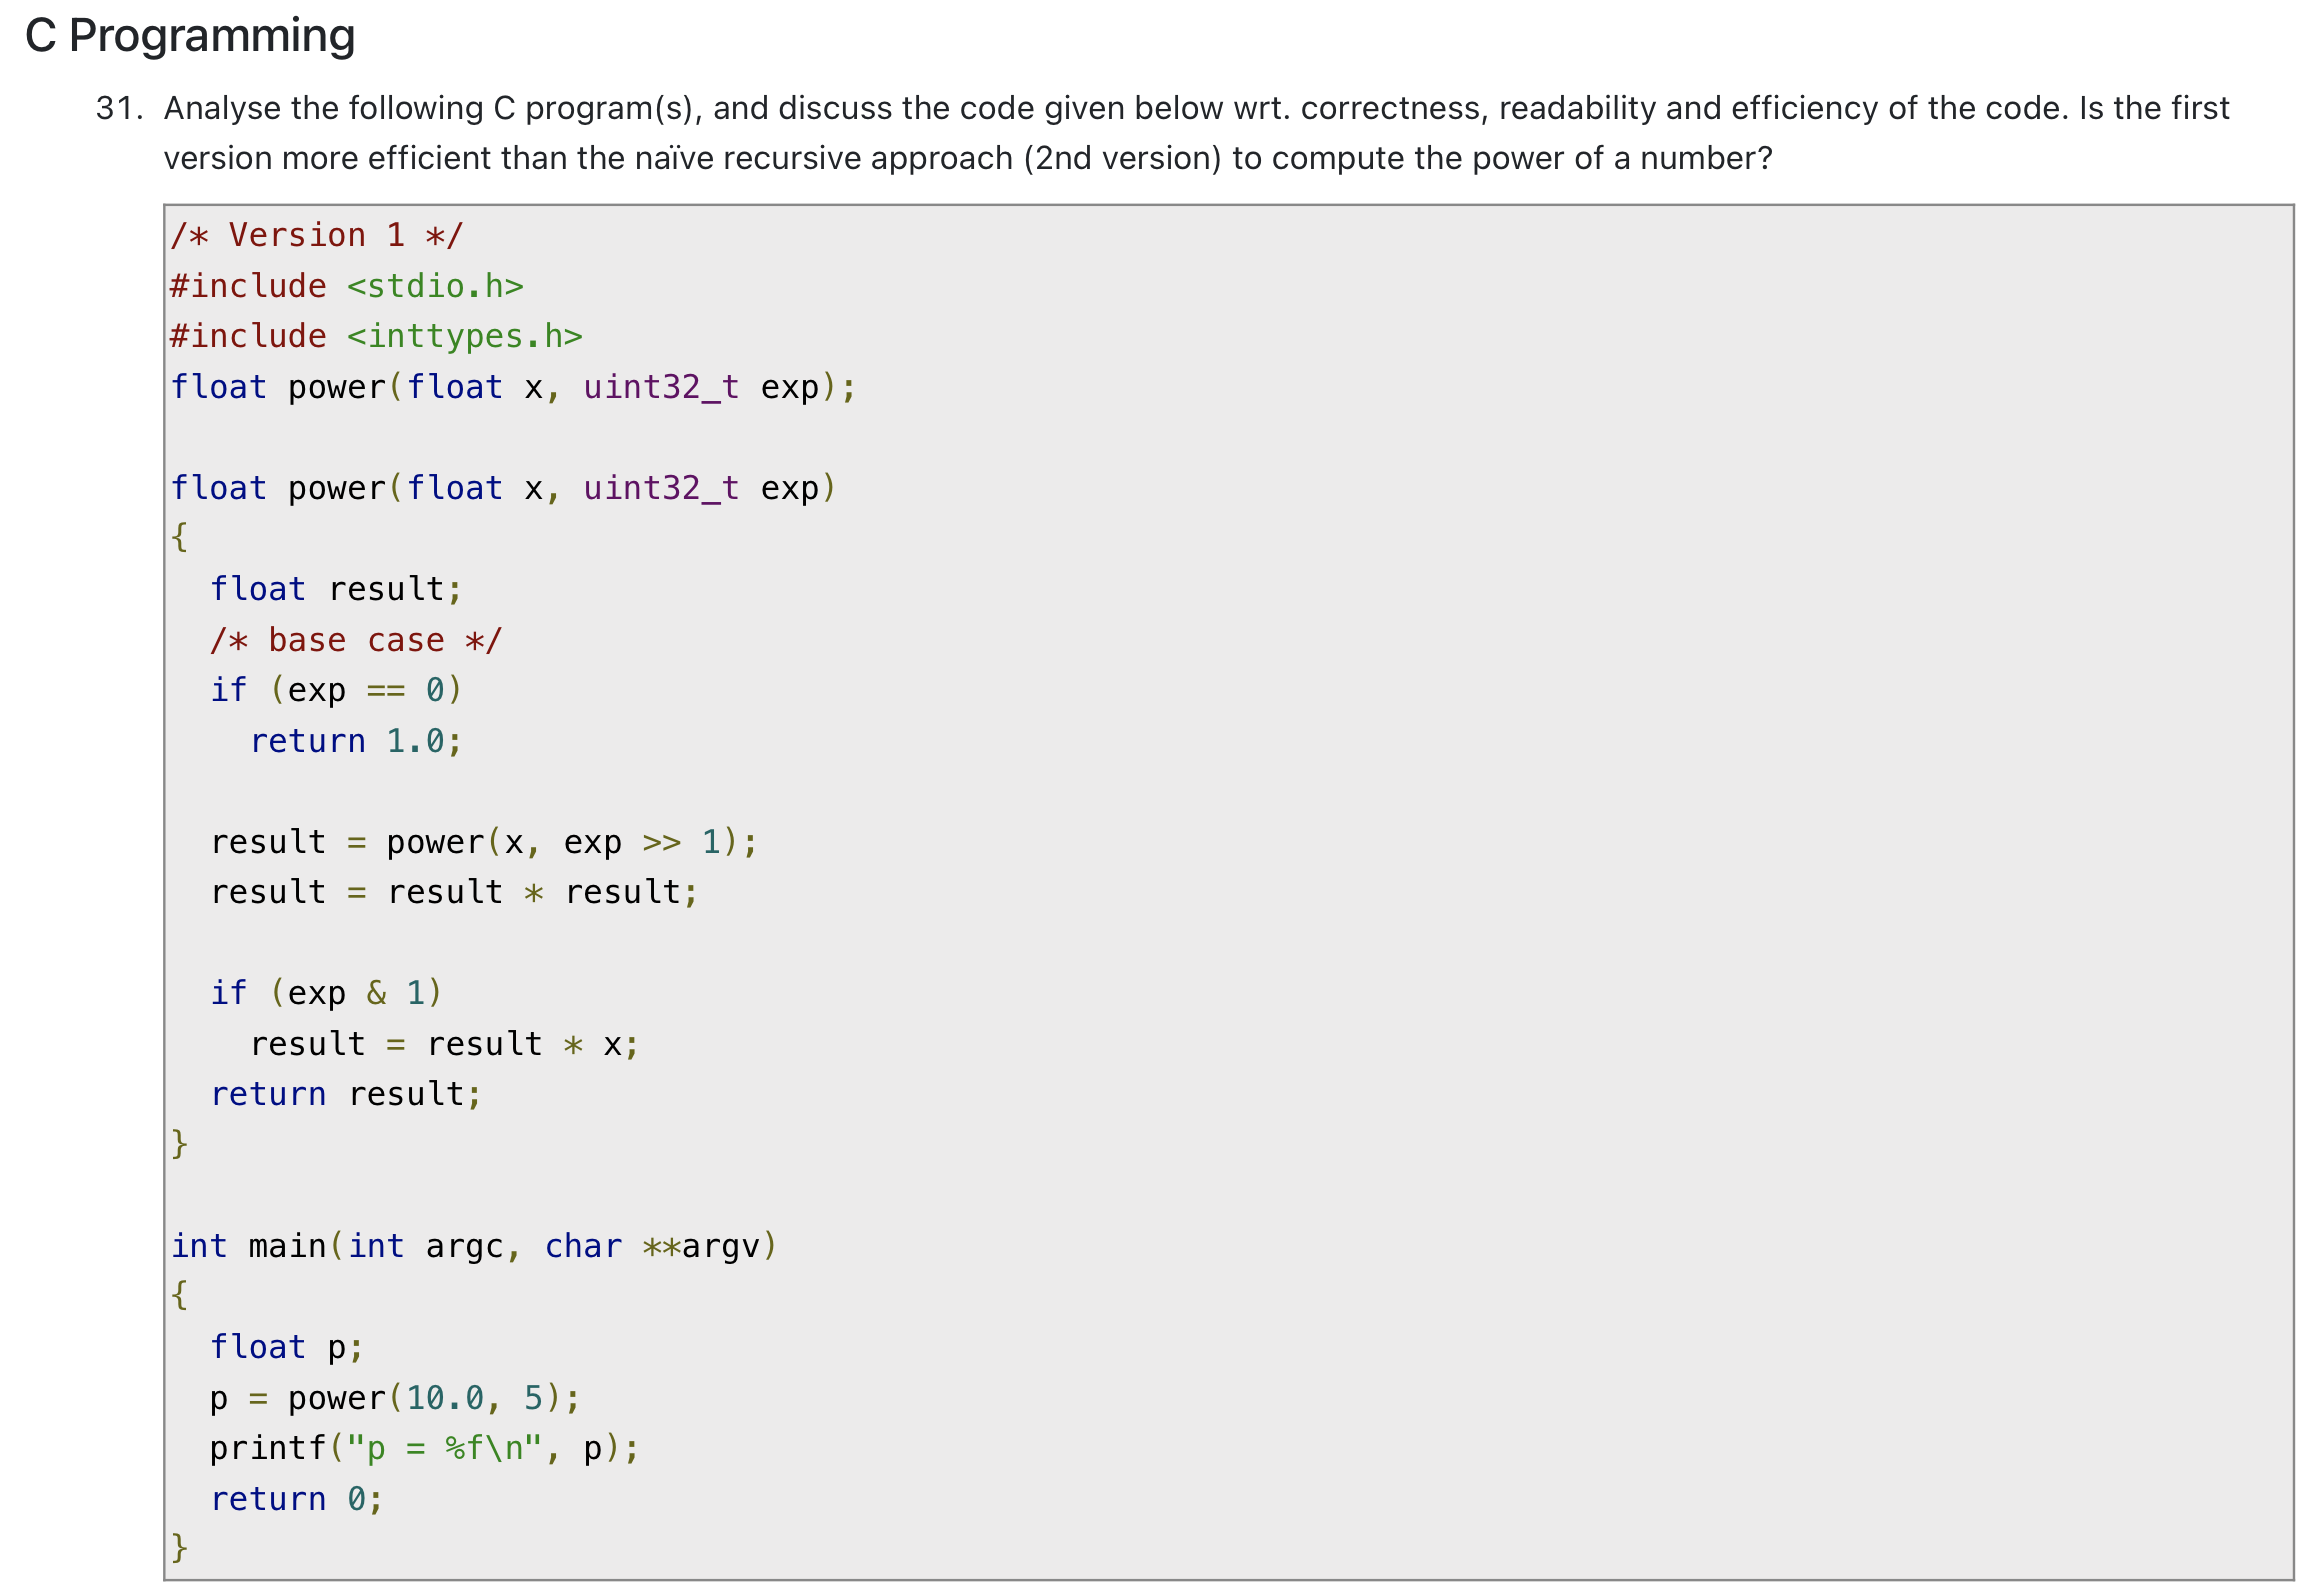 C Programming
31. Analyse the following C program(s), and discuss the code given below wrt. correctness, readability and efficiency of the code. Is the first
version more efficient than the naïve recursive approach (2nd version) to compute the power of a number?
/* Version 1 */
#include <stdio.h>
#include <inttypes.h>
float power(float x, uint32_t exp);

float power(float x, uint32_t exp)
{
  float result;
  /* base case */
  if (exp == 0)
    return 1.0;

  result = power(x, exp >> 1);
  result = result * result;

  if (exp & 1)
    result = result * x;
  return result;
}

int main(int argc, char **argv)
{
  float p;
  p = power(10.0, 5);
  printf("p = %f\n", p);
  return 0;
}